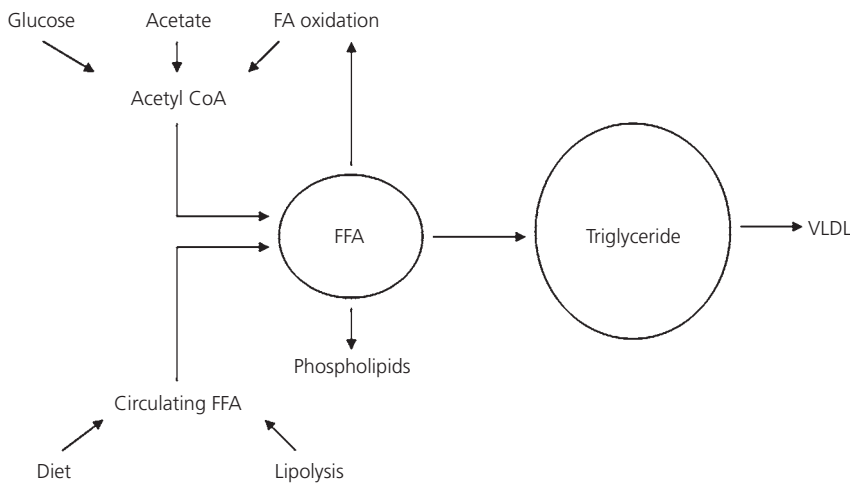 Glucose
Acetate
FA oxidation
Acetyl CoA
FFA
Triglyceride
VLDL
Phospholipids
Circulating FFA
Diet
Lipolysis